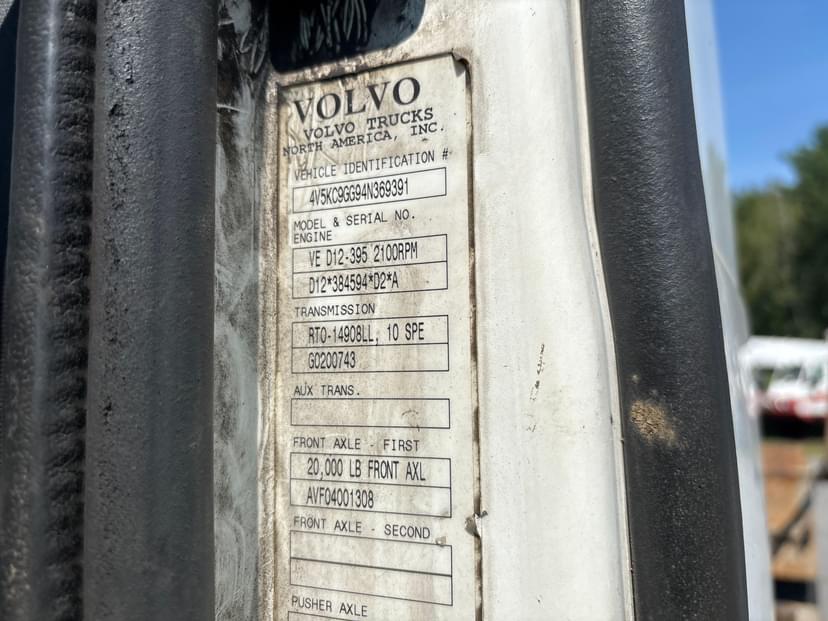 VOLVO
VOLVO TRUCKS
NORTH AMERICA, INC.
VEHICLE IDENTIFICATION #
4V5KC9GG94N369391
MODEL & SERIAL NO.
ENGINE
VE D12-395 2100RPM
D12*384594*D2*A
TRANSMISSION
RTO-14908LL, 10 SPE
G0200743
AUX TRANS.
FRONT AXLE - FIRST
20,000 LB FRONT AXL
AVF04001308
FRONT AXLE - SECOND
PUSHER AXLE